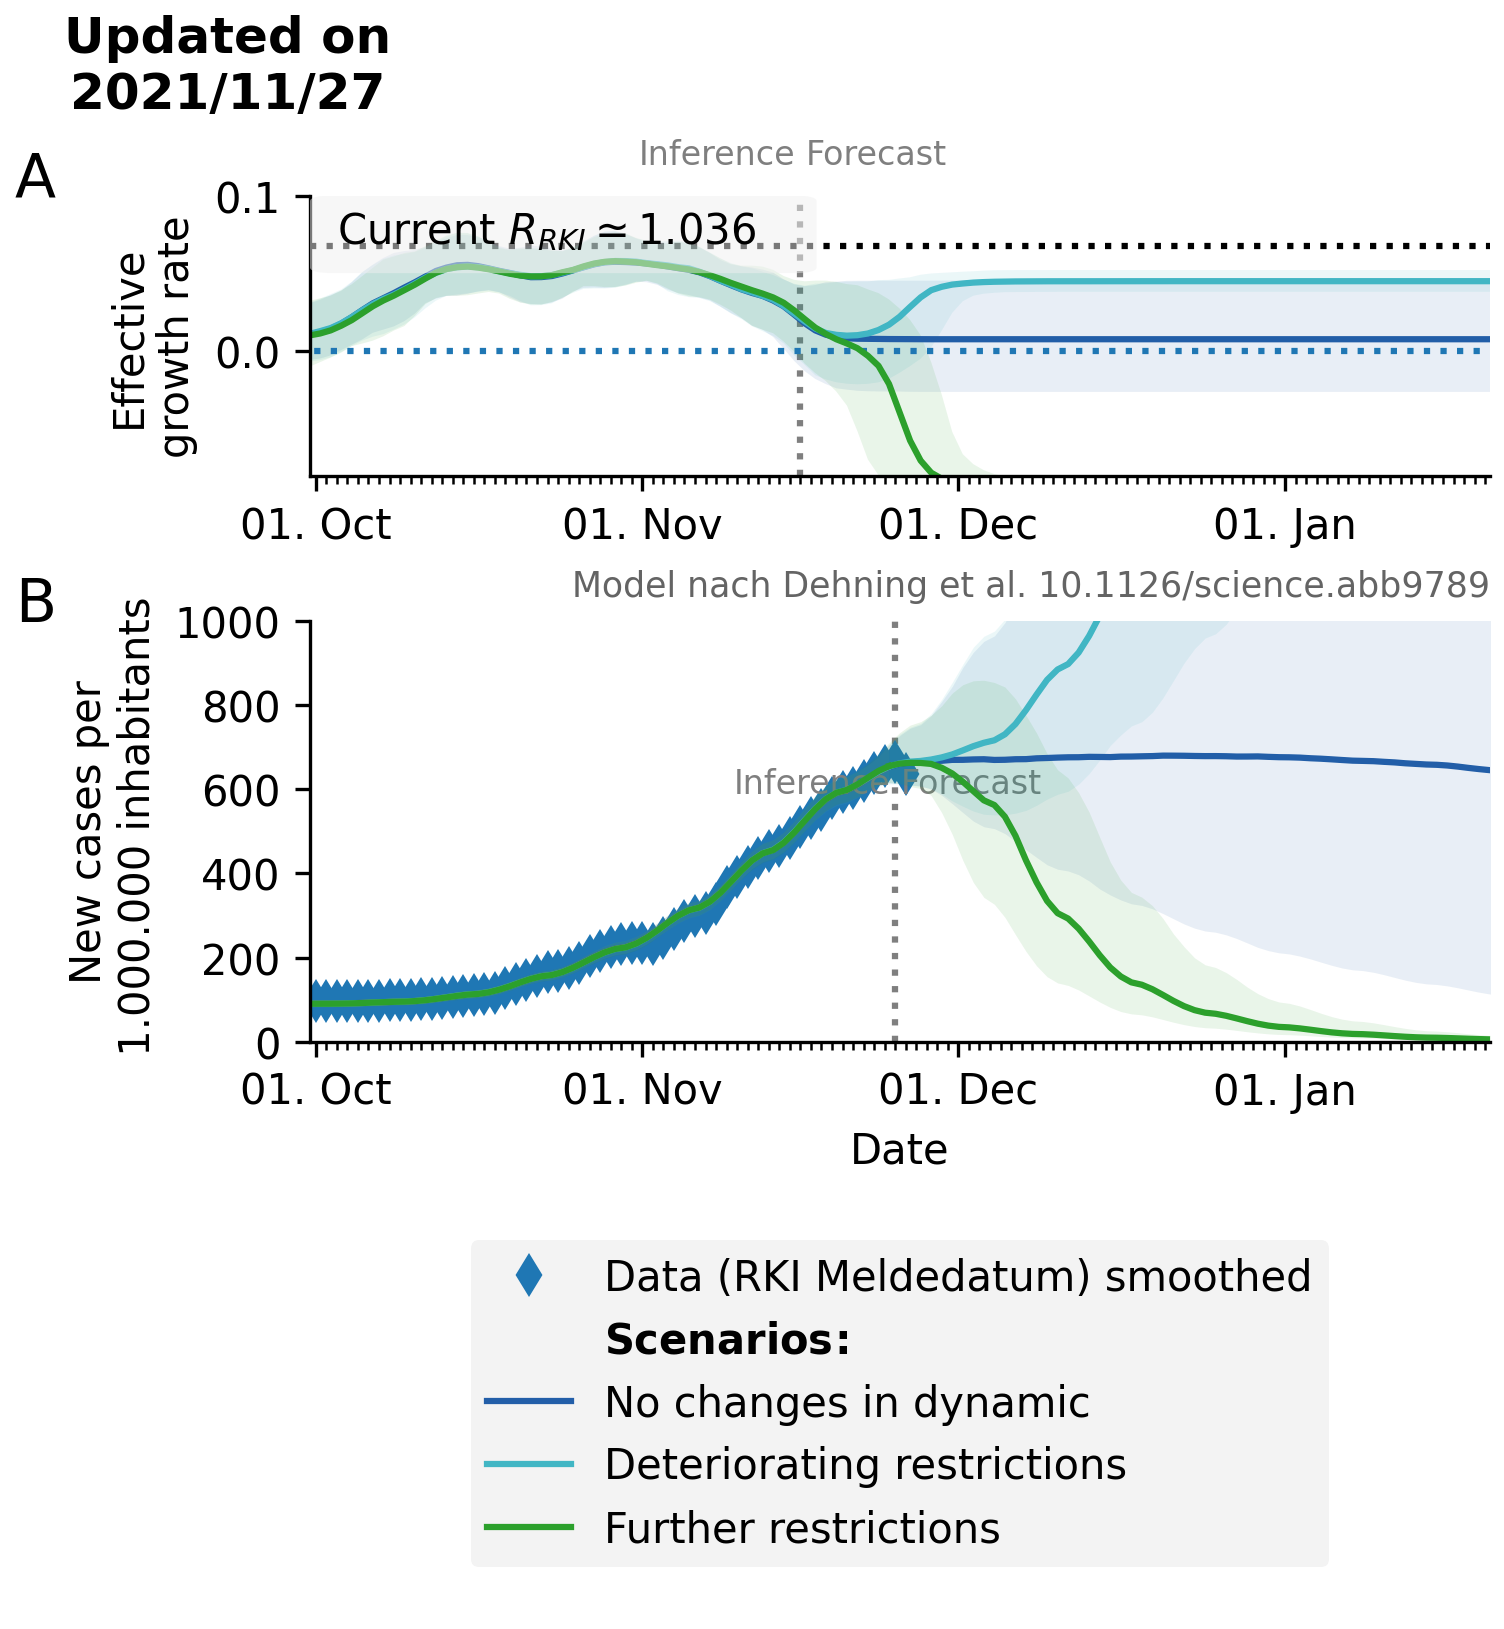 Updated on
2021/11/27
A
Inference Forecast
Effective
growth rate
0.1
0.0
Current R_RKI ≃ 1.036
01. Oct
01. Nov
01. Dec
01. Jan
B
Model nach Dehning et al. 10.1126/science.abb9789
New cases per
1.000.000 inhabitants
1000
800
600
400
200
0
Inference Forecast
01. Oct
01. Nov
01. Dec
01. Jan
Date
Data (RKI Meldedatum) smoothed
Scenarios:
No changes in dynamic
Deteriorating restrictions
Further restrictions